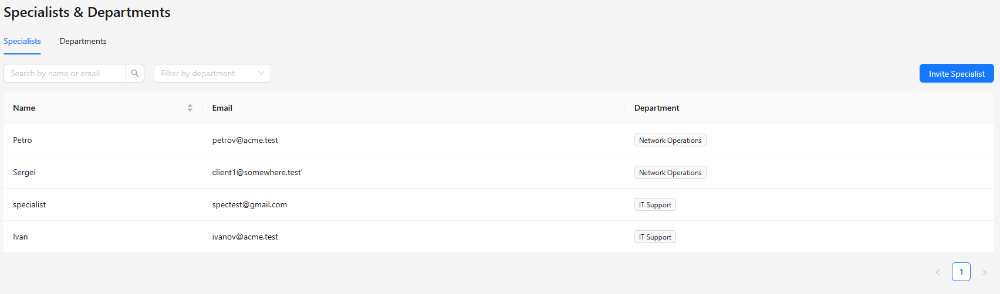 Specialists & Departments
Specialists Departments
Search by name or email Filter by department Invite Specialist
Name Email Department
Petro petrov@acme.test Network Operations
Sergei client1@somewhere.test' Network Operations
specialist spectest@gmail.com IT Support
Ivan ivanov@acme.test IT Support
< 1 >